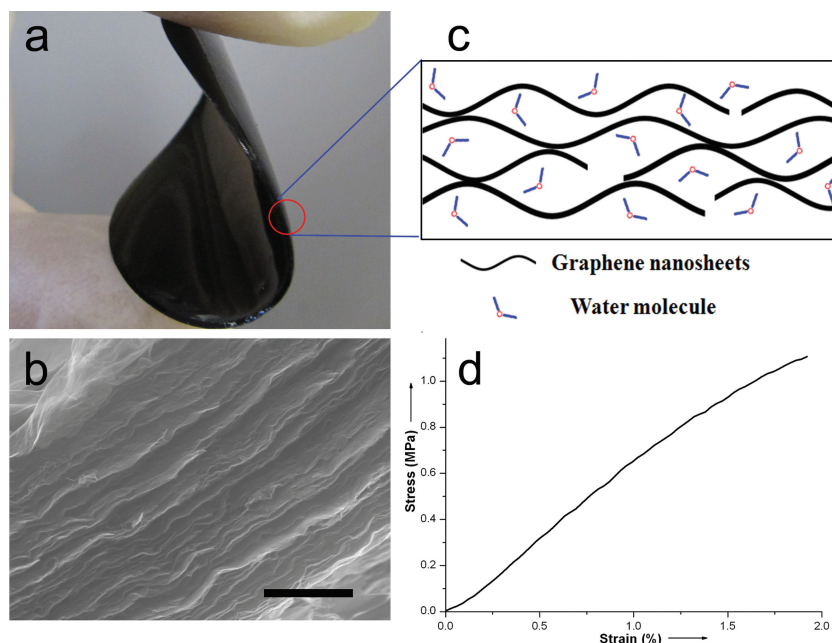 a
c
Graphene nanosheets
Water molecule
b
d
Stress (MPa)
1.0
0.8
0.6
0.4
0.2
0.0
0.0 0.5 1.0 1.5 2.0
Strain (%)